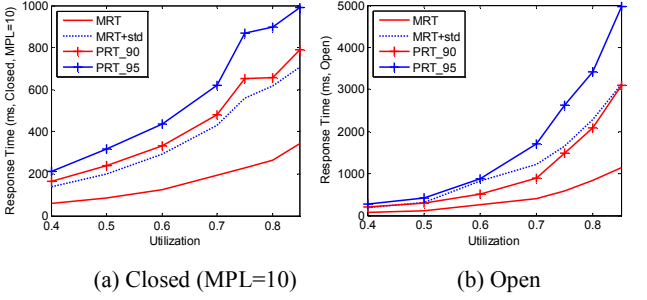 1000
800
600
400
200
0
Response Time (ms, Closed, MPL=10)
MRT
MRT+std
PRT_90
PRT_95
0.4 0.5 0.6 0.7 0.8
Utilization
(a) Closed (MPL=10)
5000
4000
3000
2000
1000
0
Response Time (ms, Open)
MRT
MRT+std
PRT_90
PRT_95
0.4 0.5 0.6 0.7 0.8
Utilization
(b) Open